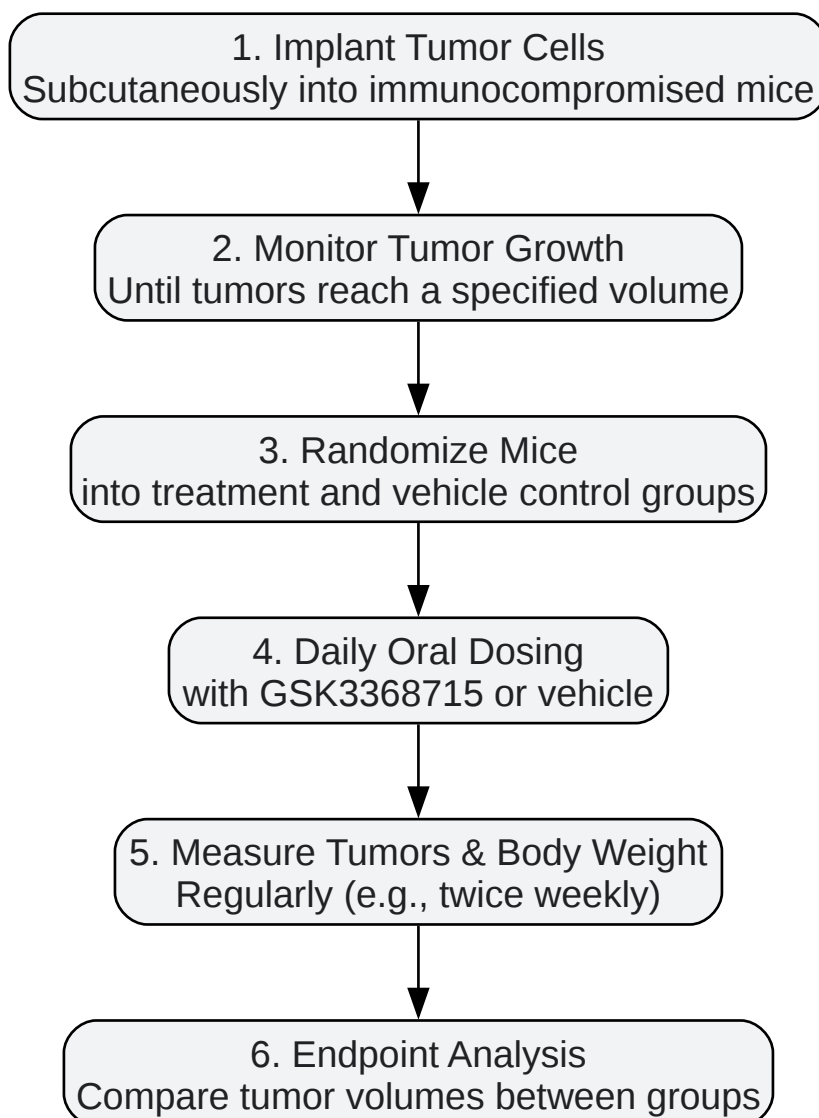 1. Implant Tumor Cells
Subcutaneously into immunocompromised mice
2. Monitor Tumor Growth
Until tumors reach a specified volume
3. Randomize Mice
into treatment and vehicle control groups
4. Daily Oral Dosing
with GSK3368715 or vehicle
5. Measure Tumors & Body Weight
Regularly (e.g., twice weekly)
6. Endpoint Analysis
Compare tumor volumes between groups